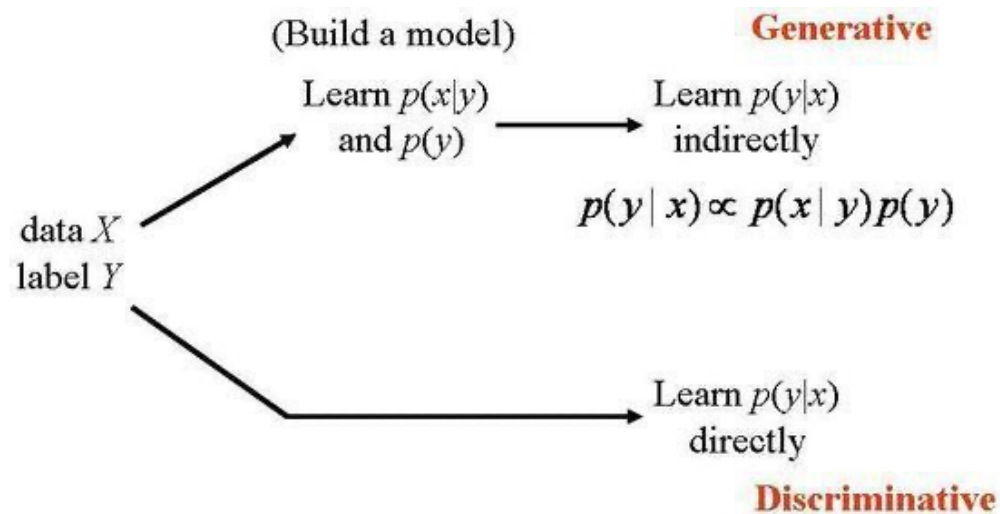 (Build a model)
Generative
Learn p(x|y)
and p(y)
Learn p(y|x)
indirectly
p(y | x) ∝ p(x | y)p(y)
data X
label Y
Learn p(y|x)
directly
Discriminative